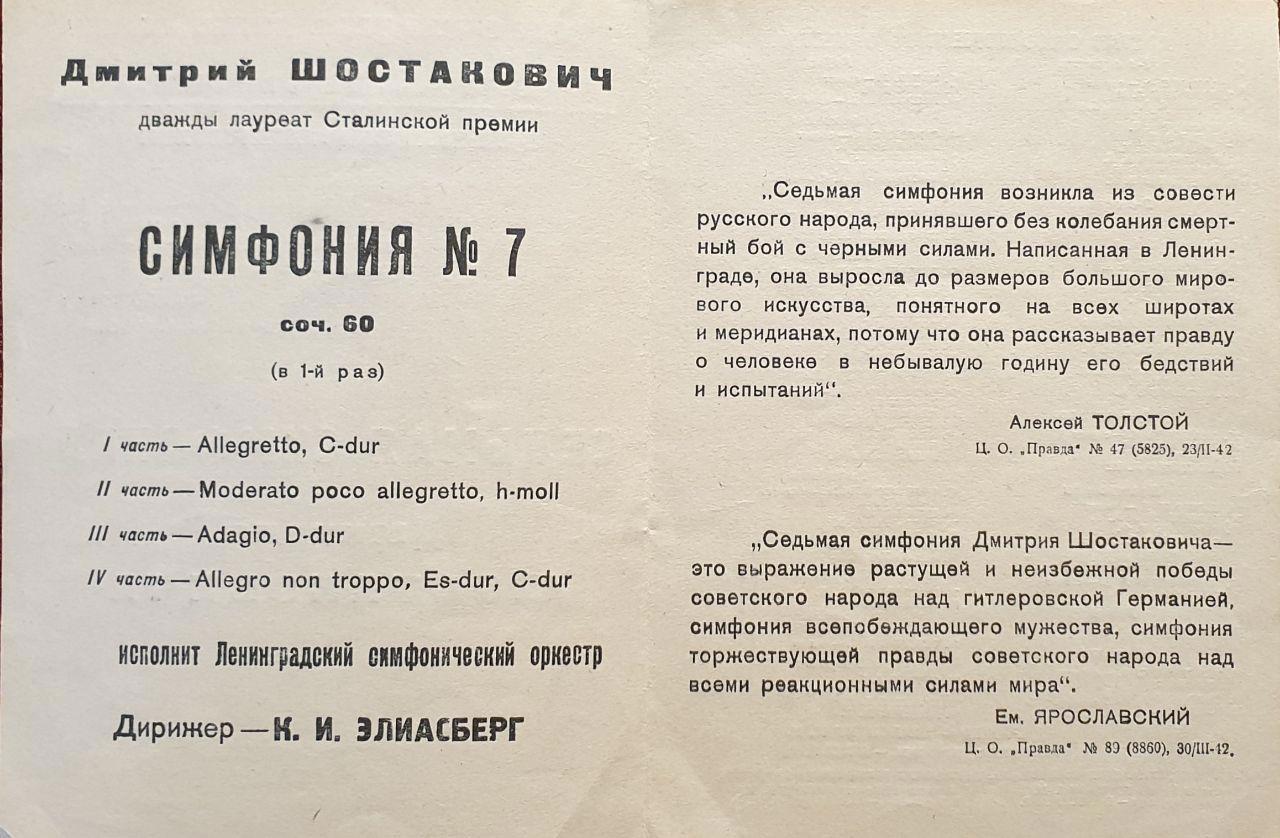 Дмитрий ШОСТАКОВИЧ
дважды лауреат Сталинской премии
СИМФОНИЯ № 7
соч. 60
(в 1-й раз)
I часть — Allegretto, C-dur
II часть — Moderato poco allegretto, h-moll
III часть — Adagio, D-dur
IV часть — Allegro non troppo, Es-dur, C-dur
исполнит Ленинградский симфонический оркестр
Дирижер — К. И. ЭЛИАСБЕРГ
„Седьмая симфония возникла из совести
русского народа, принявшего без колебания смерт-
ный бой с черными силами. Написанная в Ленин-
граде, она выросла до размеров большого миро-
вого искусства, понятного на всех широтах
и меридианах, потому что она рассказывает правду
о человеке в небывалую годину его бедствий
и испытаний“.
Алексей ТОЛСТОЙ
Ц. О. „Правда“ № 47 (5825), 23/II-42
„Седьмая симфония Дмитрия Шостаковича—
это выражение растущей и неизбежной победы
советского народа над гитлеровской Германией,
симфония всепобеждающего мужества, симфония
торжествующей правды советского народа над
всеми реакционными силами мира“.
Ем. ЯРОСЛАВСКИЙ
Ц. О. „Правда“ № 89 (8860), 30/III-42.